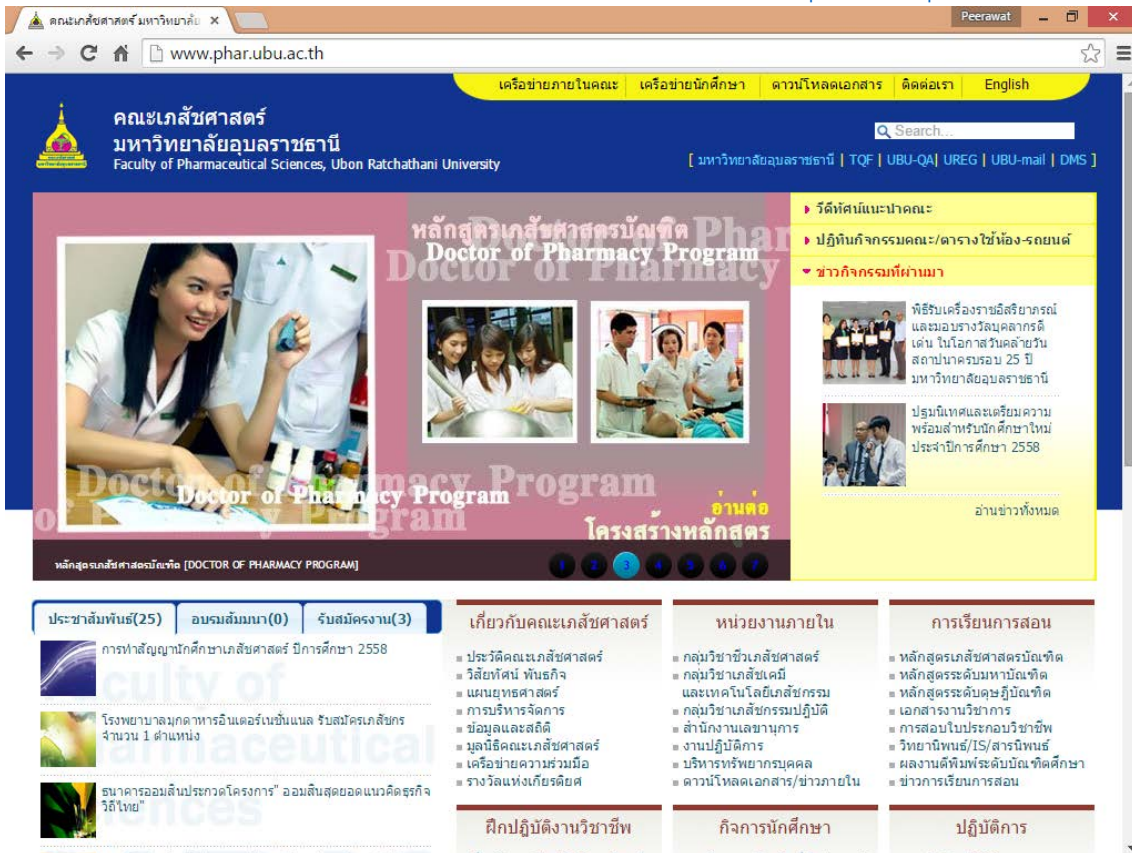 คณะเภสัชศาสตร์ มหาวิทยาลัย
Peerawat
www.phar.ubu.ac.th
เครือข่ายภายในคณะ เครือข่ายนักศึกษา ดาวน์โหลดเอกสาร ติดต่อเรา English
คณะเภสัชศาสตร์
มหาวิทยาลัยอุบลราชธานี
Faculty of Pharmaceutical Sciences, Ubon Ratchathani University
Search...
[ มหาวิทยาลัยอุบลราชธานี | TQF | UBU-QA| UREG | UBU-mail | DMS ]
หลักสูตรเภสัชศาสตรบัณฑิต
Doctor of Pharmacy Program
Doctor of Pharmacy
Doctor of Pharmacy Program
Doctor of Pharmacy Program
of Pharmacy Program
อ่านต่อ
โครงสร้างหลักสูตร
หลักสูตรเภสัชศาสตรบัณฑิต [DOCTOR OF PHARMACY PROGRAM]
1 2 3 4 5 6 7
วีดีทัศน์แนะนำคณะ
ปฏิทินกิจกรรมคณะ/ตารางใช้ห้อง-รถยนต์
ข่าวกิจกรรมที่ผ่านมา
พิธีรับเครื่องราชอิสริยาภรณ์
และมอบรางวัลบุคลากรดี
เด่น ในโอกาสวันคล้ายวัน
สถาปนาครบรอบ 25 ปี
มหาวิทยาลัยอุบลราชธานี
ปฐมนิเทศและเตรียมความ
พร้อมสำหรับนักศึกษาใหม่
ประจำปีการศึกษา 2558
อ่านข่าวทั้งหมด
ประชาสัมพันธ์(25) อบรมสัมมนา(0) รับสมัครงาน(3)
การทำสัญญานักศึกษาเภสัชศาสตร์ ปีการศึกษา 2558
โรงพยาบาลมุกดาหารอินเตอร์เนชั่นแนล รับสมัครเภสัชกร
จำนวน 1 ตำแหน่ง
ธนาคารออมสินประกวดโครงการ" ออมสินสุดยอดแนวคิดธุรกิจ
วิถีไทย"
เกี่ยวกับคณะเภสัชศาสตร์
ประวัติคณะเภสัชศาสตร์
วิสัยทัศน์ พันธกิจ
แผนยุทธศาสตร์
การบริหารจัดการ
ข้อมูลและสถิติ
มูลนิธิคณะเภสัชศาสตร์
เครือข่ายความร่วมมือ
รางวัลแห่งเกียรติยศ
หน่วยงานภายใน
กลุ่มวิชาชีวเภสัชศาสตร์
กลุ่มวิชาเภสัชเคมี
และเทคโนโลยีเภสัชกรรม
กลุ่มวิชาเภสัชกรรมปฏิบัติ
สำนักงานเลขานุการ
งานปฏิบัติการ
บริหารทรัพยากรบุคคล
ดาวน์โหลดเอกสาร/ข่าวภายใน
การเรียนการสอน
หลักสูตรเภสัชศาสตรบัณฑิต
หลักสูตรระดับมหาบัณฑิต
หลักสูตรระดับดุษฎีบัณฑิต
เอกสารงานวิชาการ
การสอบใบประกอบวิชาชีพ
วิทยานิพนธ์/IS/สารนิพนธ์
ผลงานตีพิมพ์ระดับบัณฑิตศึกษา
ข่าวการเรียนการสอน
ฝึกปฏิบัติงานวิชาชีพ
กิจการนักศึกษา
ปฏิบัติการ